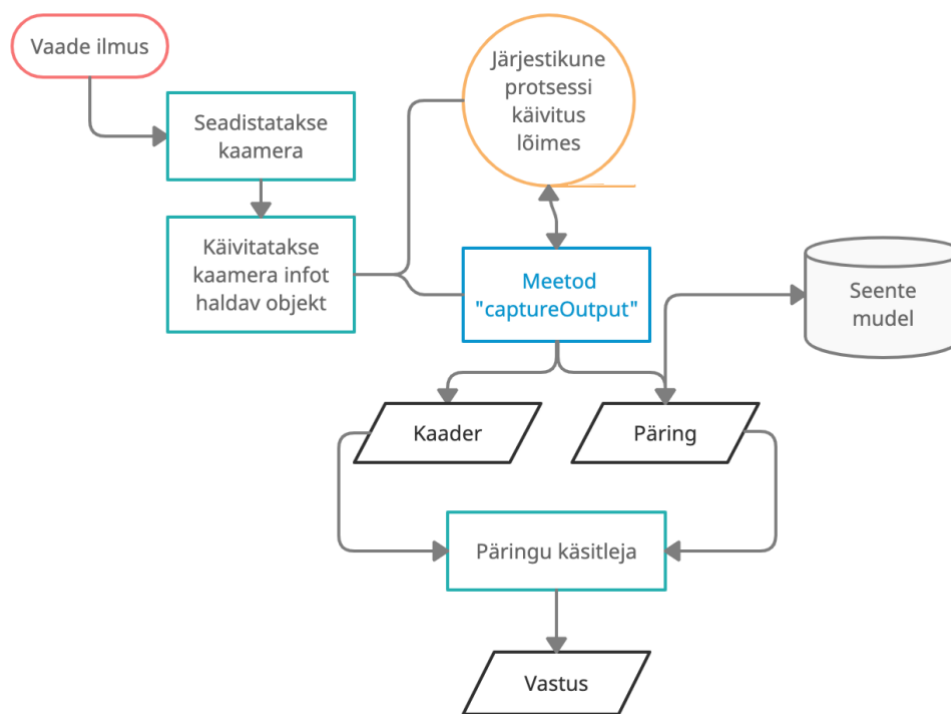 Vaade ilmus
Järjestikune
protsessi
käivitus
lõimes
Seadistatakse
kaamera
Käivitatakse
kaamera infot
haldav objekt
Meetod
"captureOutput"
Seente
mudel
Kaader
Päring
Päringu käsitleja
Vastus